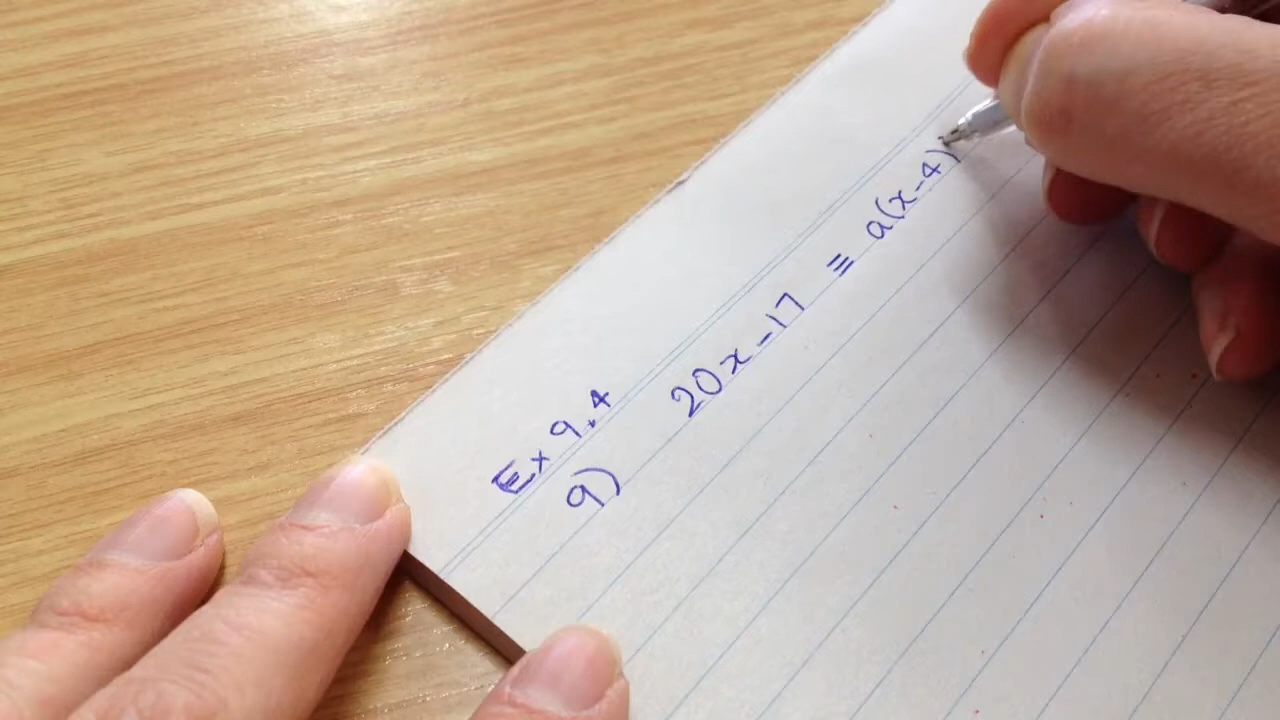 Ex 9.4
9) 20x - 17 ≡ a(x-4)